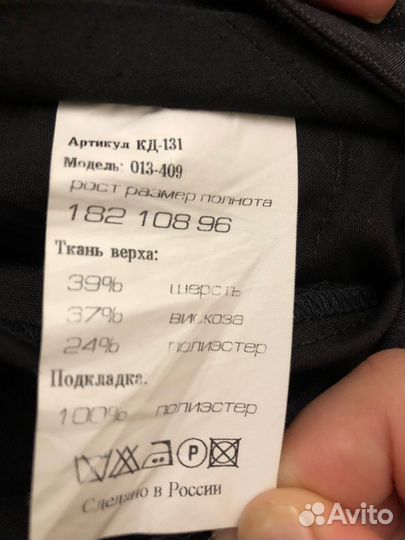 Артикул КД-131
Модель: 013-409
рост размер полнота
182 108 96
Ткань верха:
39% шерсть
37% вискоза
24% полиэстер
Подкладка.
100% полиэстер
P
Сделано в России
Avito